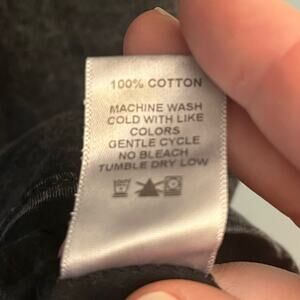 100% COTTON
MACHINE WASH
COLD WITH LIKE
COLORS
GENTLE CYCLE
NO BLEACH
TUMBLE DRY LOW